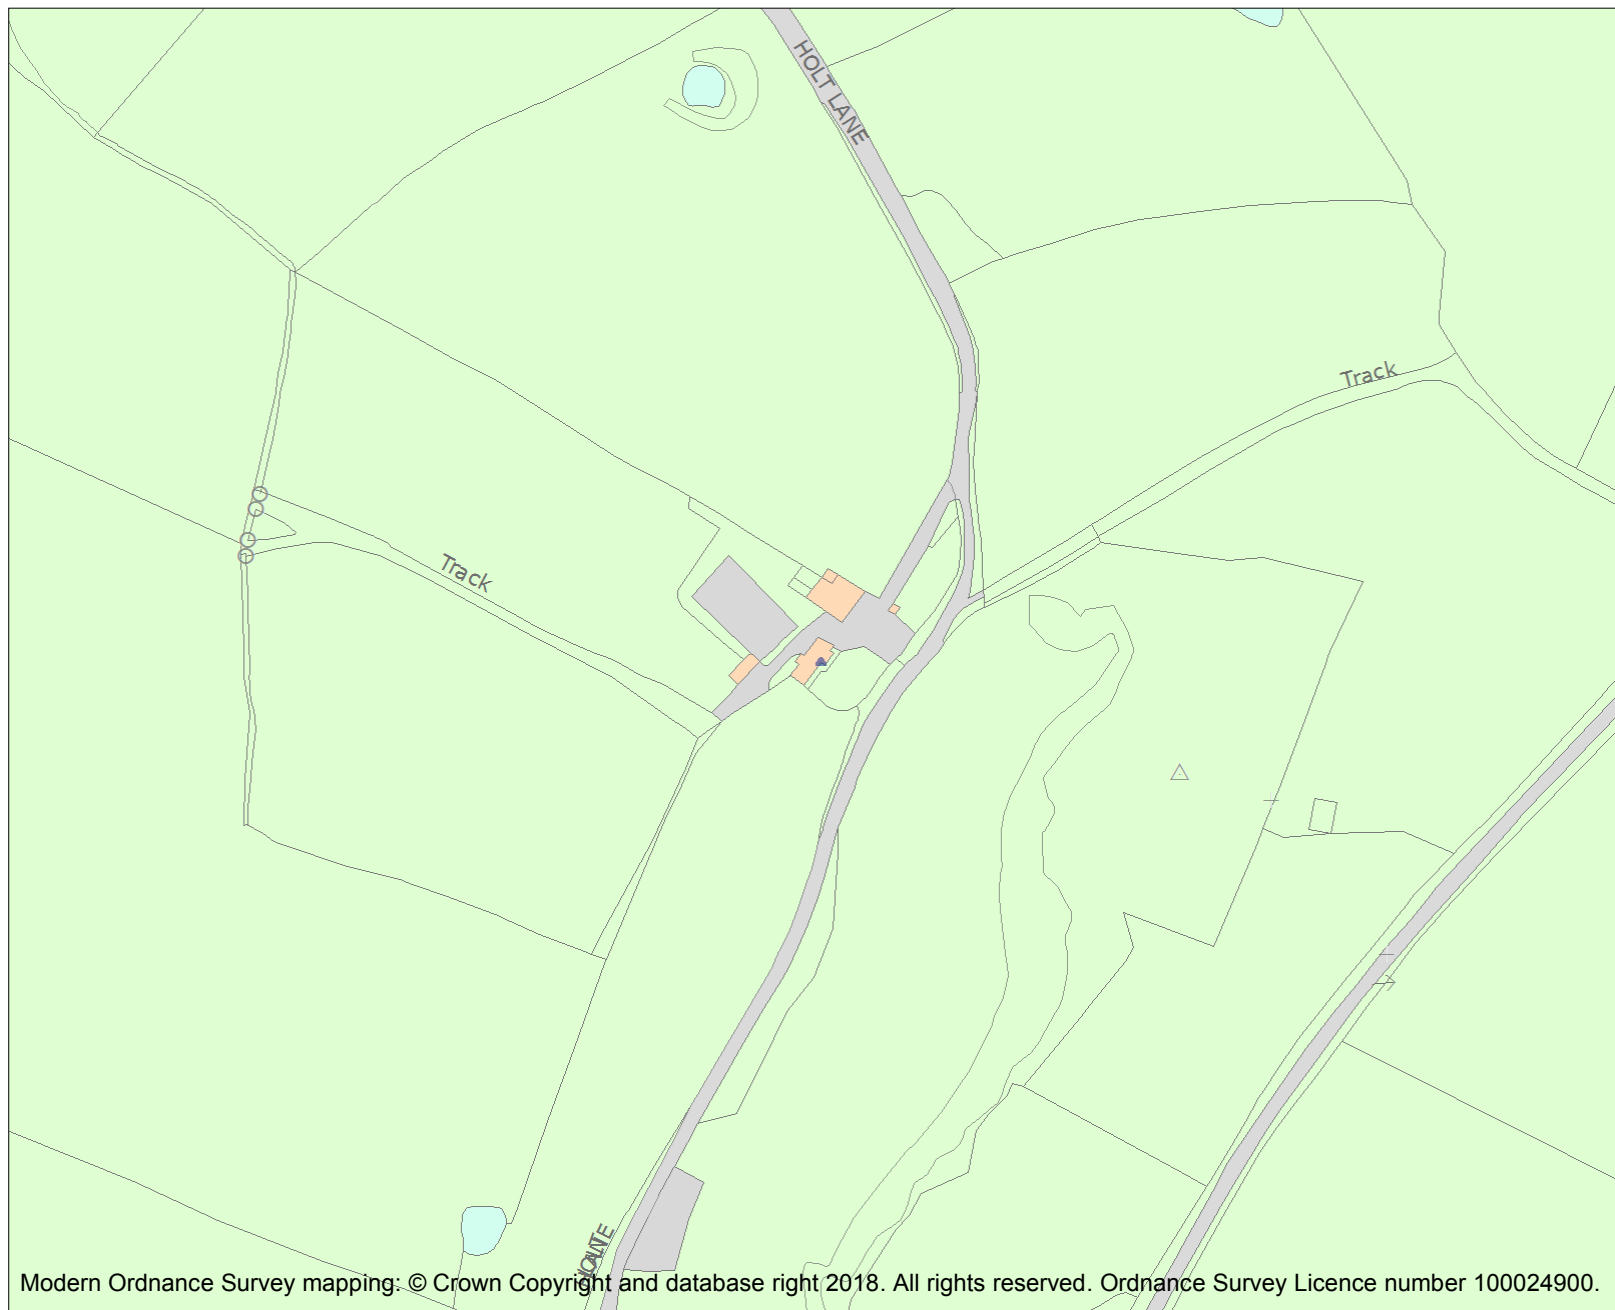 HOLT LANE
Track
Track
Modern Ordnance Survey mapping: © Crown Copyright and database right 2018. All rights reserved. Ordnance Survey Licence number 100024900.